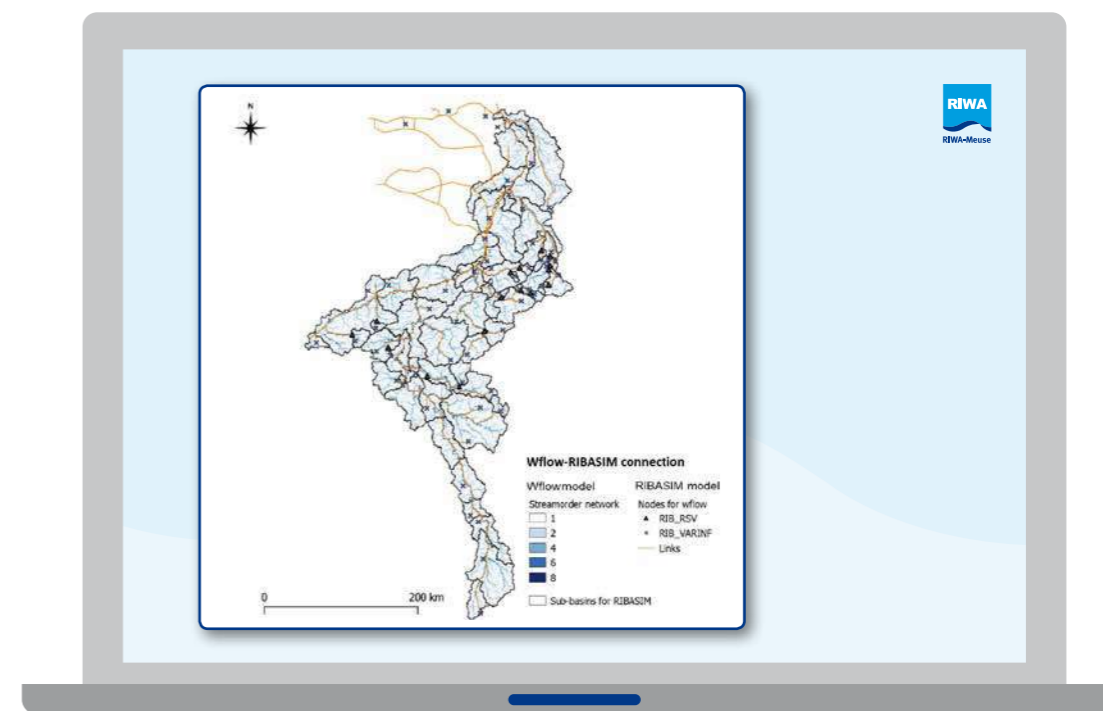 N
RIWA
RIWA-Meuse
Wflow-RIBASIM connection
Wflowmodel
RIBASIM model
Streamorder network
Nodes for wflow
1
RIB_RSV
2
RIB_VARINF
4
Links
6
8
0
200 km
Sub-basins for RIBASIM